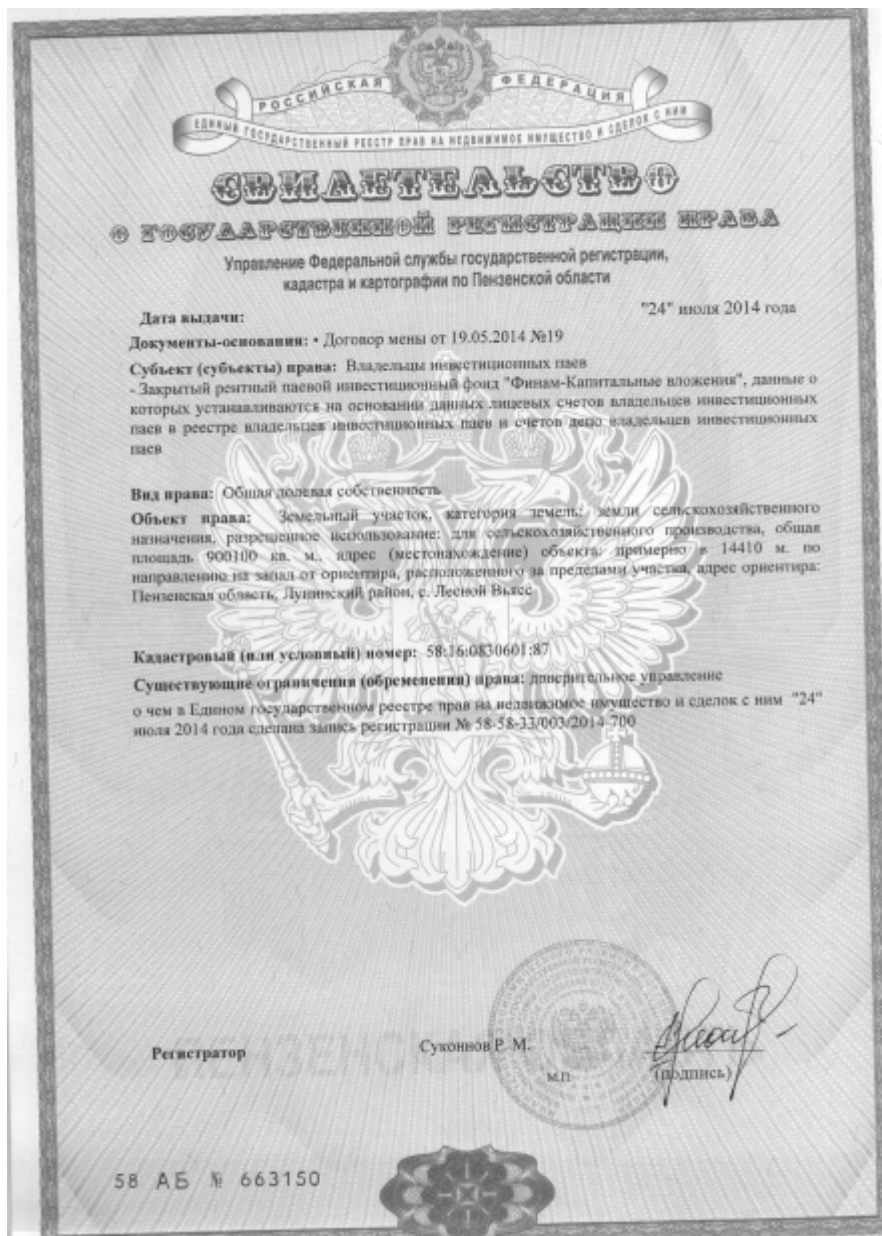 РОССИЙСКАЯ ФЕДЕРАЦИЯ
ЕДИНЫЙ ГОСУДАРСТВЕННЫЙ РЕЕСТР ПРАВ НА НЕДВИЖИМОЕ ИМУЩЕСТВО И СДЕЛОК С НИМ
СВИДЕТЕЛЬСТВО
О ГОСУДАРСТВЕННОЙ РЕГИСТРАЦИИ ПРАВА
Управление Федеральной службы государственной регистрации,
кадастра и картографии по Пензенской области
Дата выдачи: "24" июля 2014 года
Документы-основания: • Договор мены от 19.05.2014 №19
Субъект (субъекты) права: Владельцы инвестиционных паев
- Закрытый рентный паевой инвестиционный фонд "Финам-Капитальные вложения", данные о
которых устанавливаются на основании данных лицевых счетов владельцев инвестиционных
паев в реестре владельцев инвестиционных паев и счетов депо владельцев инвестиционных
паев
Вид права: Общая долевая собственность
Объект права: Земельный участок, категория земель: земли сельскохозяйственного
назначения, разрешенное использование: для сельскохозяйственного производства, общая
площадь 900100 кв. м., адрес (местонахождение) объекта: примерно в 14410 м. по
направлению на запад от ориентира, расположенного за пределами участка, адрес ориентира:
Пензенская область, Лунинский район, с. Лесной Вьясс
Кадастровый (или условный) номер: 58:16:0830601:87
Существующие ограничения (обременения) права: доверительное управление
о чем в Едином государственном реестре прав на недвижимое имущество и сделок с ним "24"
июля 2014 года сделана запись регистрации № 58-58-33/003/2014-700
Регистратор Суконнов Р. М.
м.п. (подпись)
58 АБ № 663150